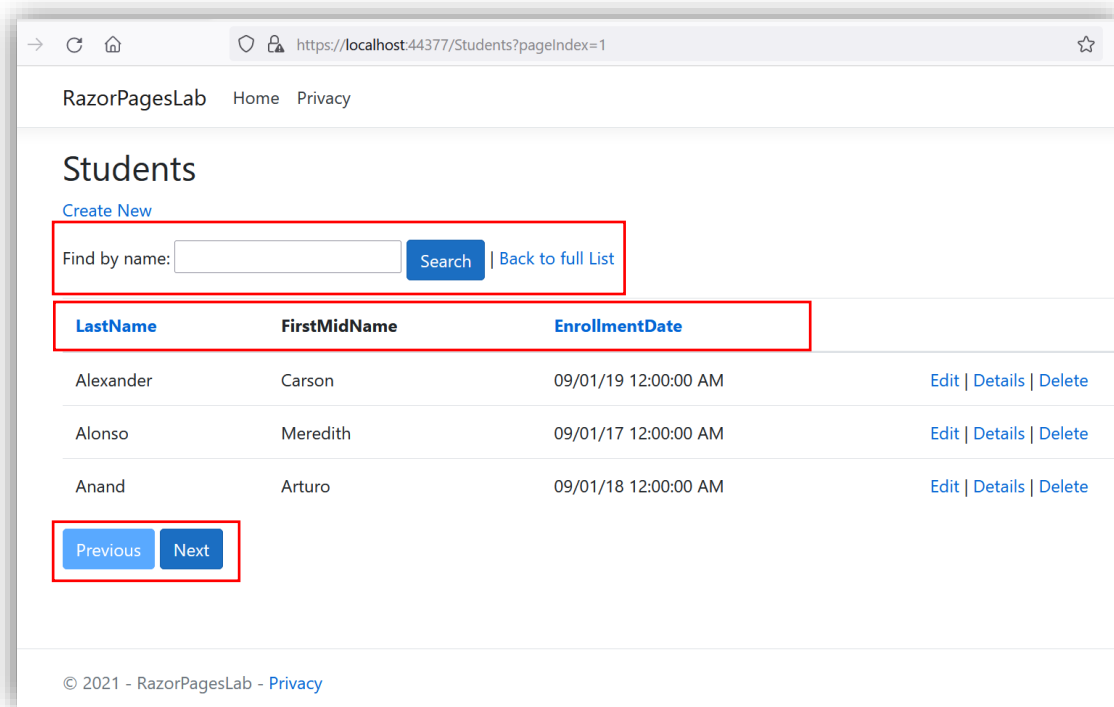 https://localhost:44377/Students?pageIndex=1
RazorPagesLab Home Privacy
Students
Create New
Find by name: Search | Back to full List
LastName FirstMidName EnrollmentDate
Alexander Carson 09/01/19 12:00:00 AM Edit | Details | Delete
Alonso Meredith 09/01/17 12:00:00 AM Edit | Details | Delete
Anand Arturo 09/01/18 12:00:00 AM Edit | Details | Delete
Previous Next
© 2021 - RazorPagesLab - Privacy